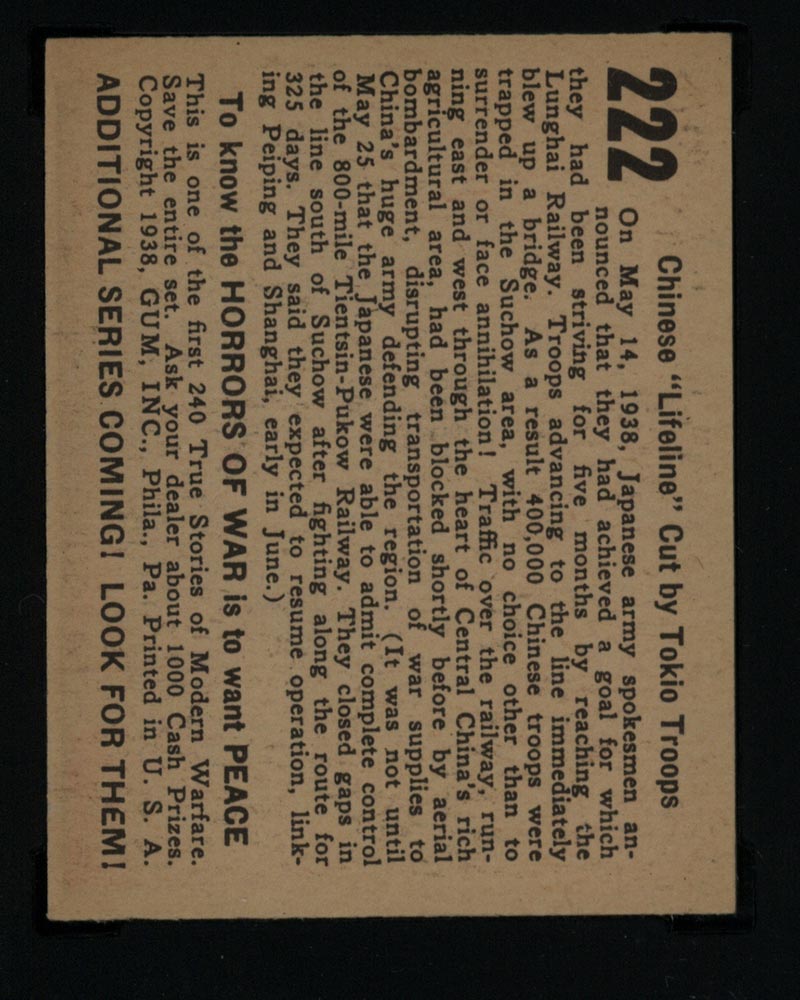 222
Chinese “Lifeline” Cut by Tokio Troops
On May 14, 1938, Japanese army spokesmen an-
nounced that they had achieved a goal for which
they had been striving for five months by reaching the
Lunghai Railway. Troops advancing to the line immediately
blew up a bridge. As a result 400,000 Chinese troops were
trapped in the Suchow area, with no choice other than to
surrender or face annihilation! Traffic over the railway, run-
ning east and west through the heart of Central China's rich
agricultural area, had been blocked shortly before by aerial
bombardment, disrupting transportation of war supplies to
China's huge army defending the region. (It was not until
May 25 that the Japanese were able to admit complete control
of the 800-mile Tientsin-Pukow Railway. They closed gaps in
the line south of Suchow after fighting along the route for
325 days. They said they expected to resume operation, link-
ing Peiping and Shanghai, early in June.)
To know the HORRORS OF WAR is to want PEACE
This is one of the first 240 True Stories of Modern Warfare.
Save the entire set. Ask your dealer about 1000 Cash Prizes.
Copyright 1938, GUM, INC., Phila., Pa. Printed in U. S. A.
ADDITIONAL SERIES COMING! LOOK FOR THEM!